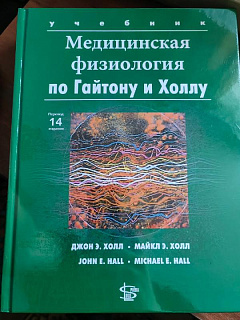 учебник
Медицинская
физиология
по Гайтону и Холлу
Перевод
14
издания
ДЖОН Э. ХОЛЛ • МАЙКЛ Э. ХОЛЛ
JOHN E. HALL • MICHAEL E. HALL